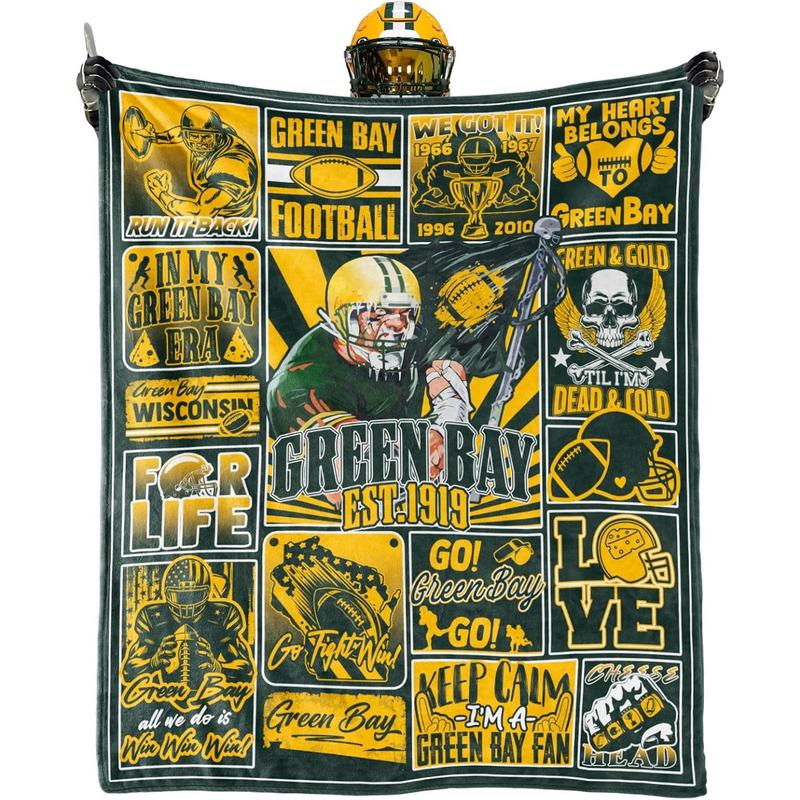 RUN IT BACK!
GREEN BAY
FOOTBALL
WE GOT IT!
1966 1967
1996 2010
MY HEART
BELONGS
TO
GREEN BAY
IN MY
GREEN BAY
ERA
GREEN & GOLD
'TIL I'M
DEAD & COLD
Green Bay
WISCONSIN
GREEN BAY
EST.1919
FOR
LIFE
LOVE
Green Bay
all we do is
Win Win Win!
Go Fight Win!
GO!
Green Bay
GO!
Green Bay
KEEP CALM
-I'M A-
GREEN BAY FAN
CHEESE
HEAD